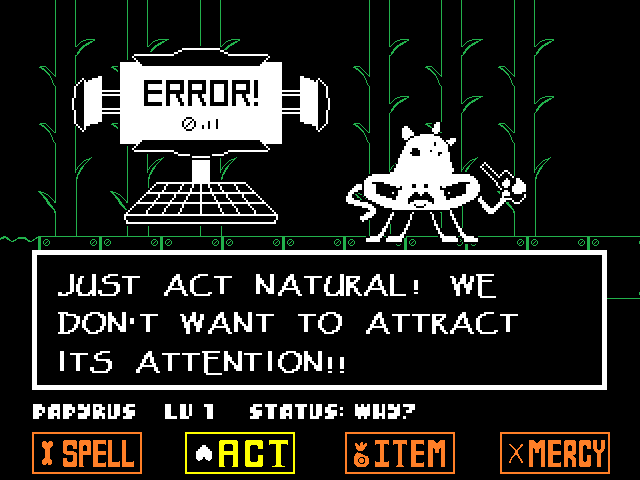 ERROR!
JUST ACT NATURAL! WE
DON'T WANT TO ATTRACT
ITS ATTENTION!!
PAPYRUS LV 1 STATUS: WHY?
SPELL ACT ITEM MERCY